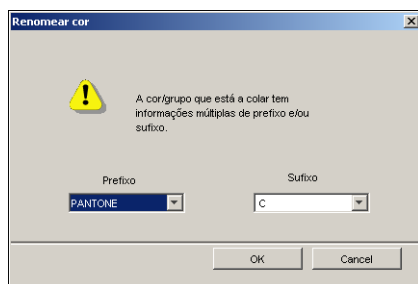 Renomear cor
A cor/grupo que está a colar tem
informações múltiplas de prefixo e/ou
sufixo.
Prefixo
Sufixo
PANTONE
C
OK
Cancel